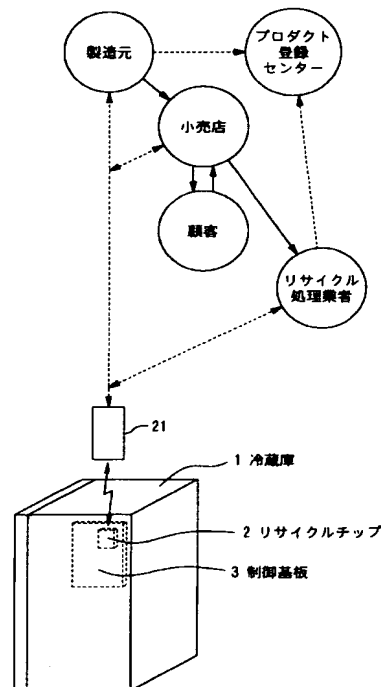 製造元
プロダクト
登録
センター
小売店
顧客
リサイクル
処理業者
21
1 冷蔵庫
2 リサイクルチップ
3 制御基板